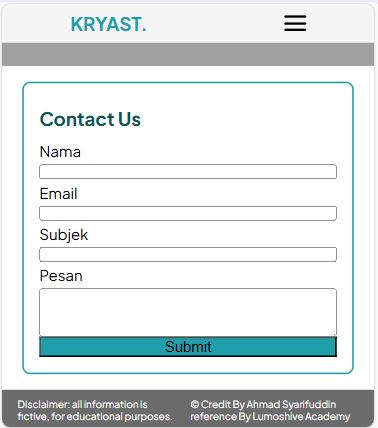 KRYAST.
Contact Us
Nama
Email
Subjek
Pesan
Submit
Disclaimer: all information is
fictive, for educational purposes.
© Credit By Ahmad Syarifuddin
reference By Lumoshive Academy